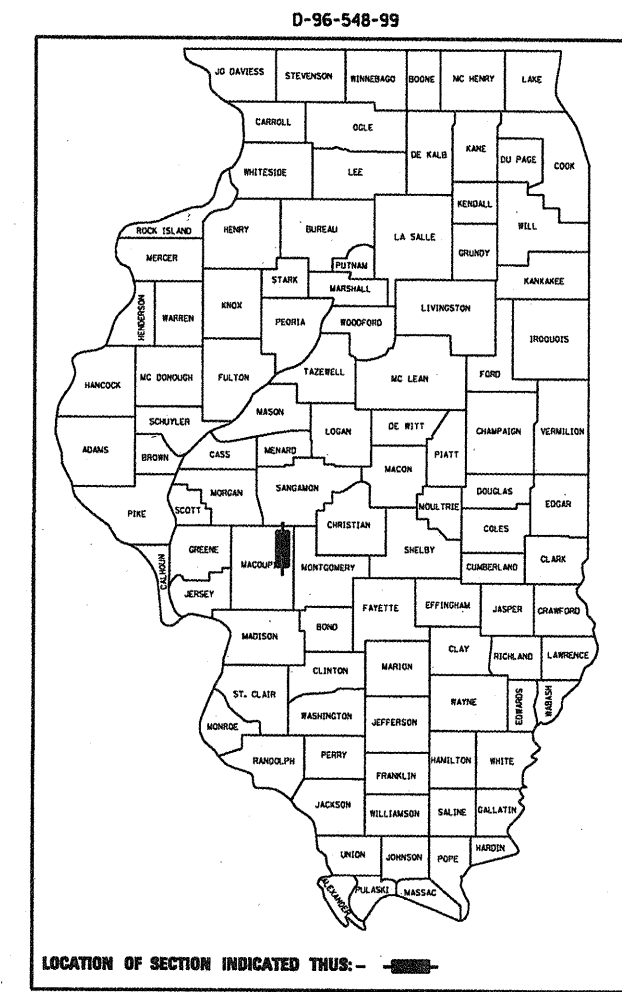 D-96-548-99
JO DAVIESS STEVENSON WINNEBAGO BOONE MC HENRY LAKE
CARROLL OGLE DE KALB KANE DU PAGE COOK
WHITESIDE LEE
KENDALL WILL
ROCK ISLAND HENRY BUREAU LA SALLE GRUNDY
MERCER PUTNAM
STARK MARSHALL KANKAKEE
HENDERSON WARREN KNOX PEORIA WOODFORD LIVINGSTON IROQUOIS
HANCOCK MC DONOUGH FULTON TAZEWELL MC LEAN FORD
MASON
SCHUYLER LOGAN DE WITT CHAMPAIGN VERMILION
ADAMS BROWN CASS MENARD MACON PIATT
MORGAN SANGAMON DOUGLAS EDGAR
PIKE SCOTT CHRISTIAN MOULTRIE COLES
CALHOUN GREENE MACOUPIN MONTGOMERY SHELBY CUMBERLAND CLARK
JERSEY FAYETTE EFFINGHAM JASPER CRAWFORD
MADISON BOND
CLAY RICHLAND LAWRENCE
CLINTON MARION
ST. CLAIR WAYNE EDWARDS WABASH
MONROE WASHINGTON JEFFERSON
RANDOLPH PERRY HAMILTON WHITE
FRANKLIN
JACKSON WILLIAMSON SALINE GALLATIN
UNION JOHNSON POPE HARDIN
ALEXANDER PULASKI MASSAC
LOCATION OF SECTION INDICATED THUS: -